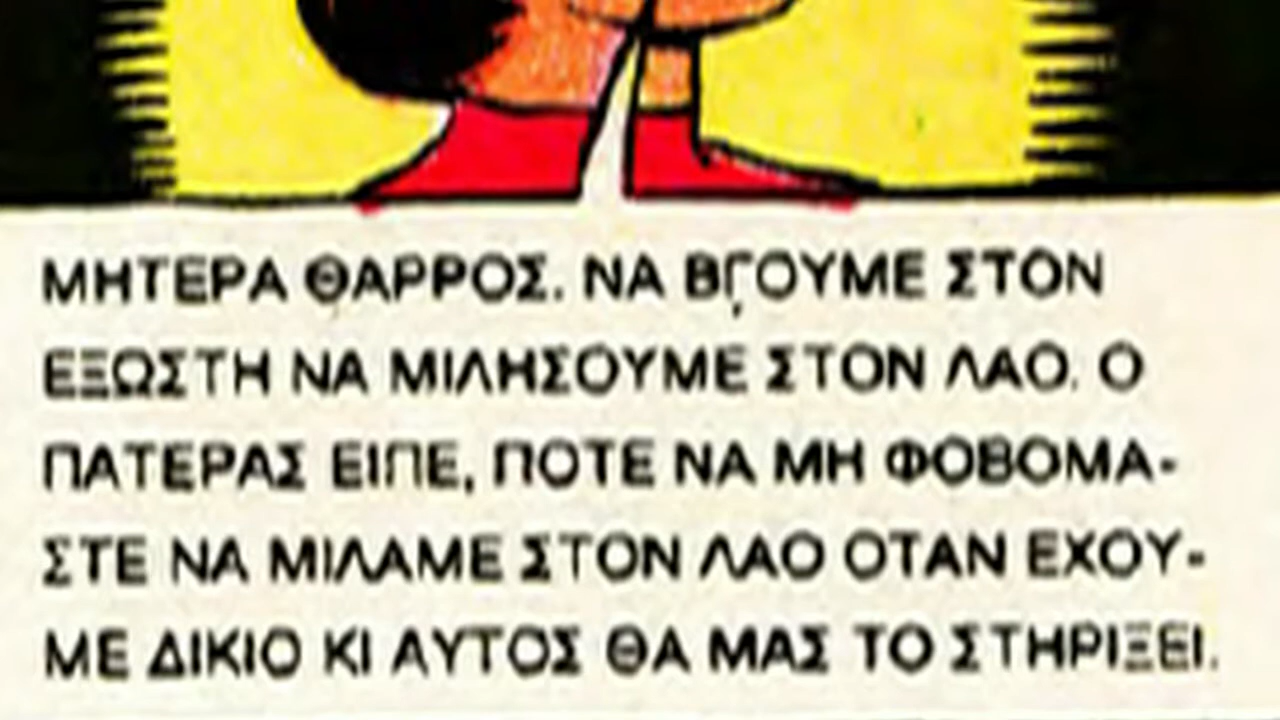 ΜΗΤΕΡΑ ΘΑΡΡΟΣ. ΝΑ ΒΓΟΥΜΕ ΣΤΟΝ
ΕΞΩΣΤΗ ΝΑ ΜΙΛΗΣΟΥΜΕ ΣΤΟΝ ΛΑΟ. Ο
ΠΑΤΕΡΑΣ ΕΙΠΕ, ΠΟΤΕ ΝΑ ΜΗ ΦΟΒΟΜΑ-
ΣΤΕ ΝΑ ΜΙΛΑΜΕ ΣΤΟΝ ΛΑΟ ΟΤΑΝ ΕΧΟΥ-
ΜΕ ΔΙΚΙΟ ΚΙ ΑΥΤΟΣ ΘΑ ΜΑΣ ΤΟ ΣΤΗΡΙΞΕΙ.